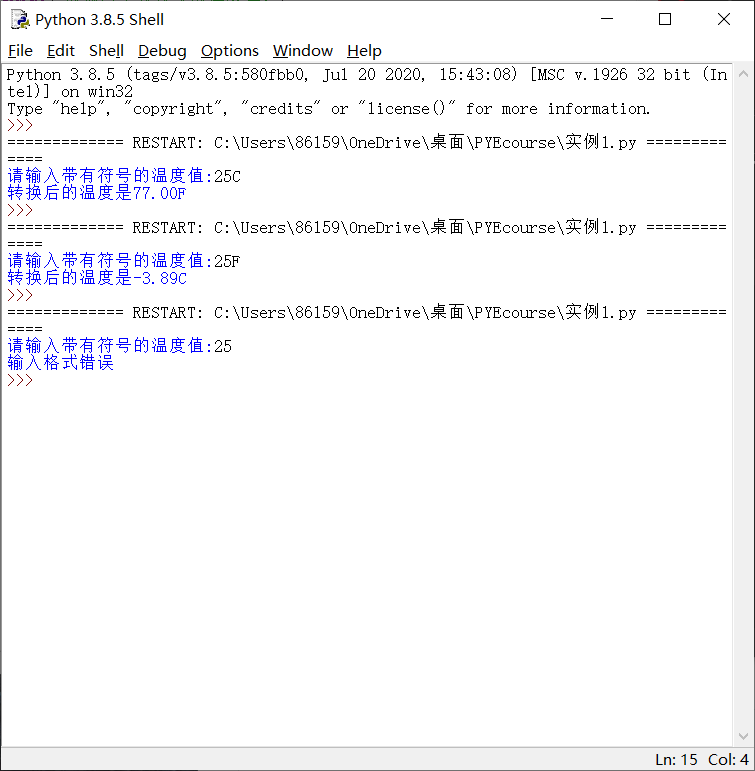 Python 3.8.5 Shell
File Edit Shell Debug Options Window Help
Python 3.8.5 (tags/v3.8.5:580fbb0, Jul 20 2020, 15:43:08) [MSC v.1926 32 bit (In
tel)] on win32
Type "help", "copyright", "credits" or "license()" for more information.
>>>
============= RESTART: C:\Users\86159\OneDrive\桌面\PYEcourse\实例1.py =========
====
请输入带有符号的温度值:25C
转换后的温度是77.00F
>>>
============= RESTART: C:\Users\86159\OneDrive\桌面\PYEcourse\实例1.py =========
====
请输入带有符号的温度值:25F
转换后的温度是-3.89C
>>>
============= RESTART: C:\Users\86159\OneDrive\桌面\PYEcourse\实例1.py =========
====
请输入带有符号的温度值:25
输入格式错误
>>>
Ln: 15 Col: 4